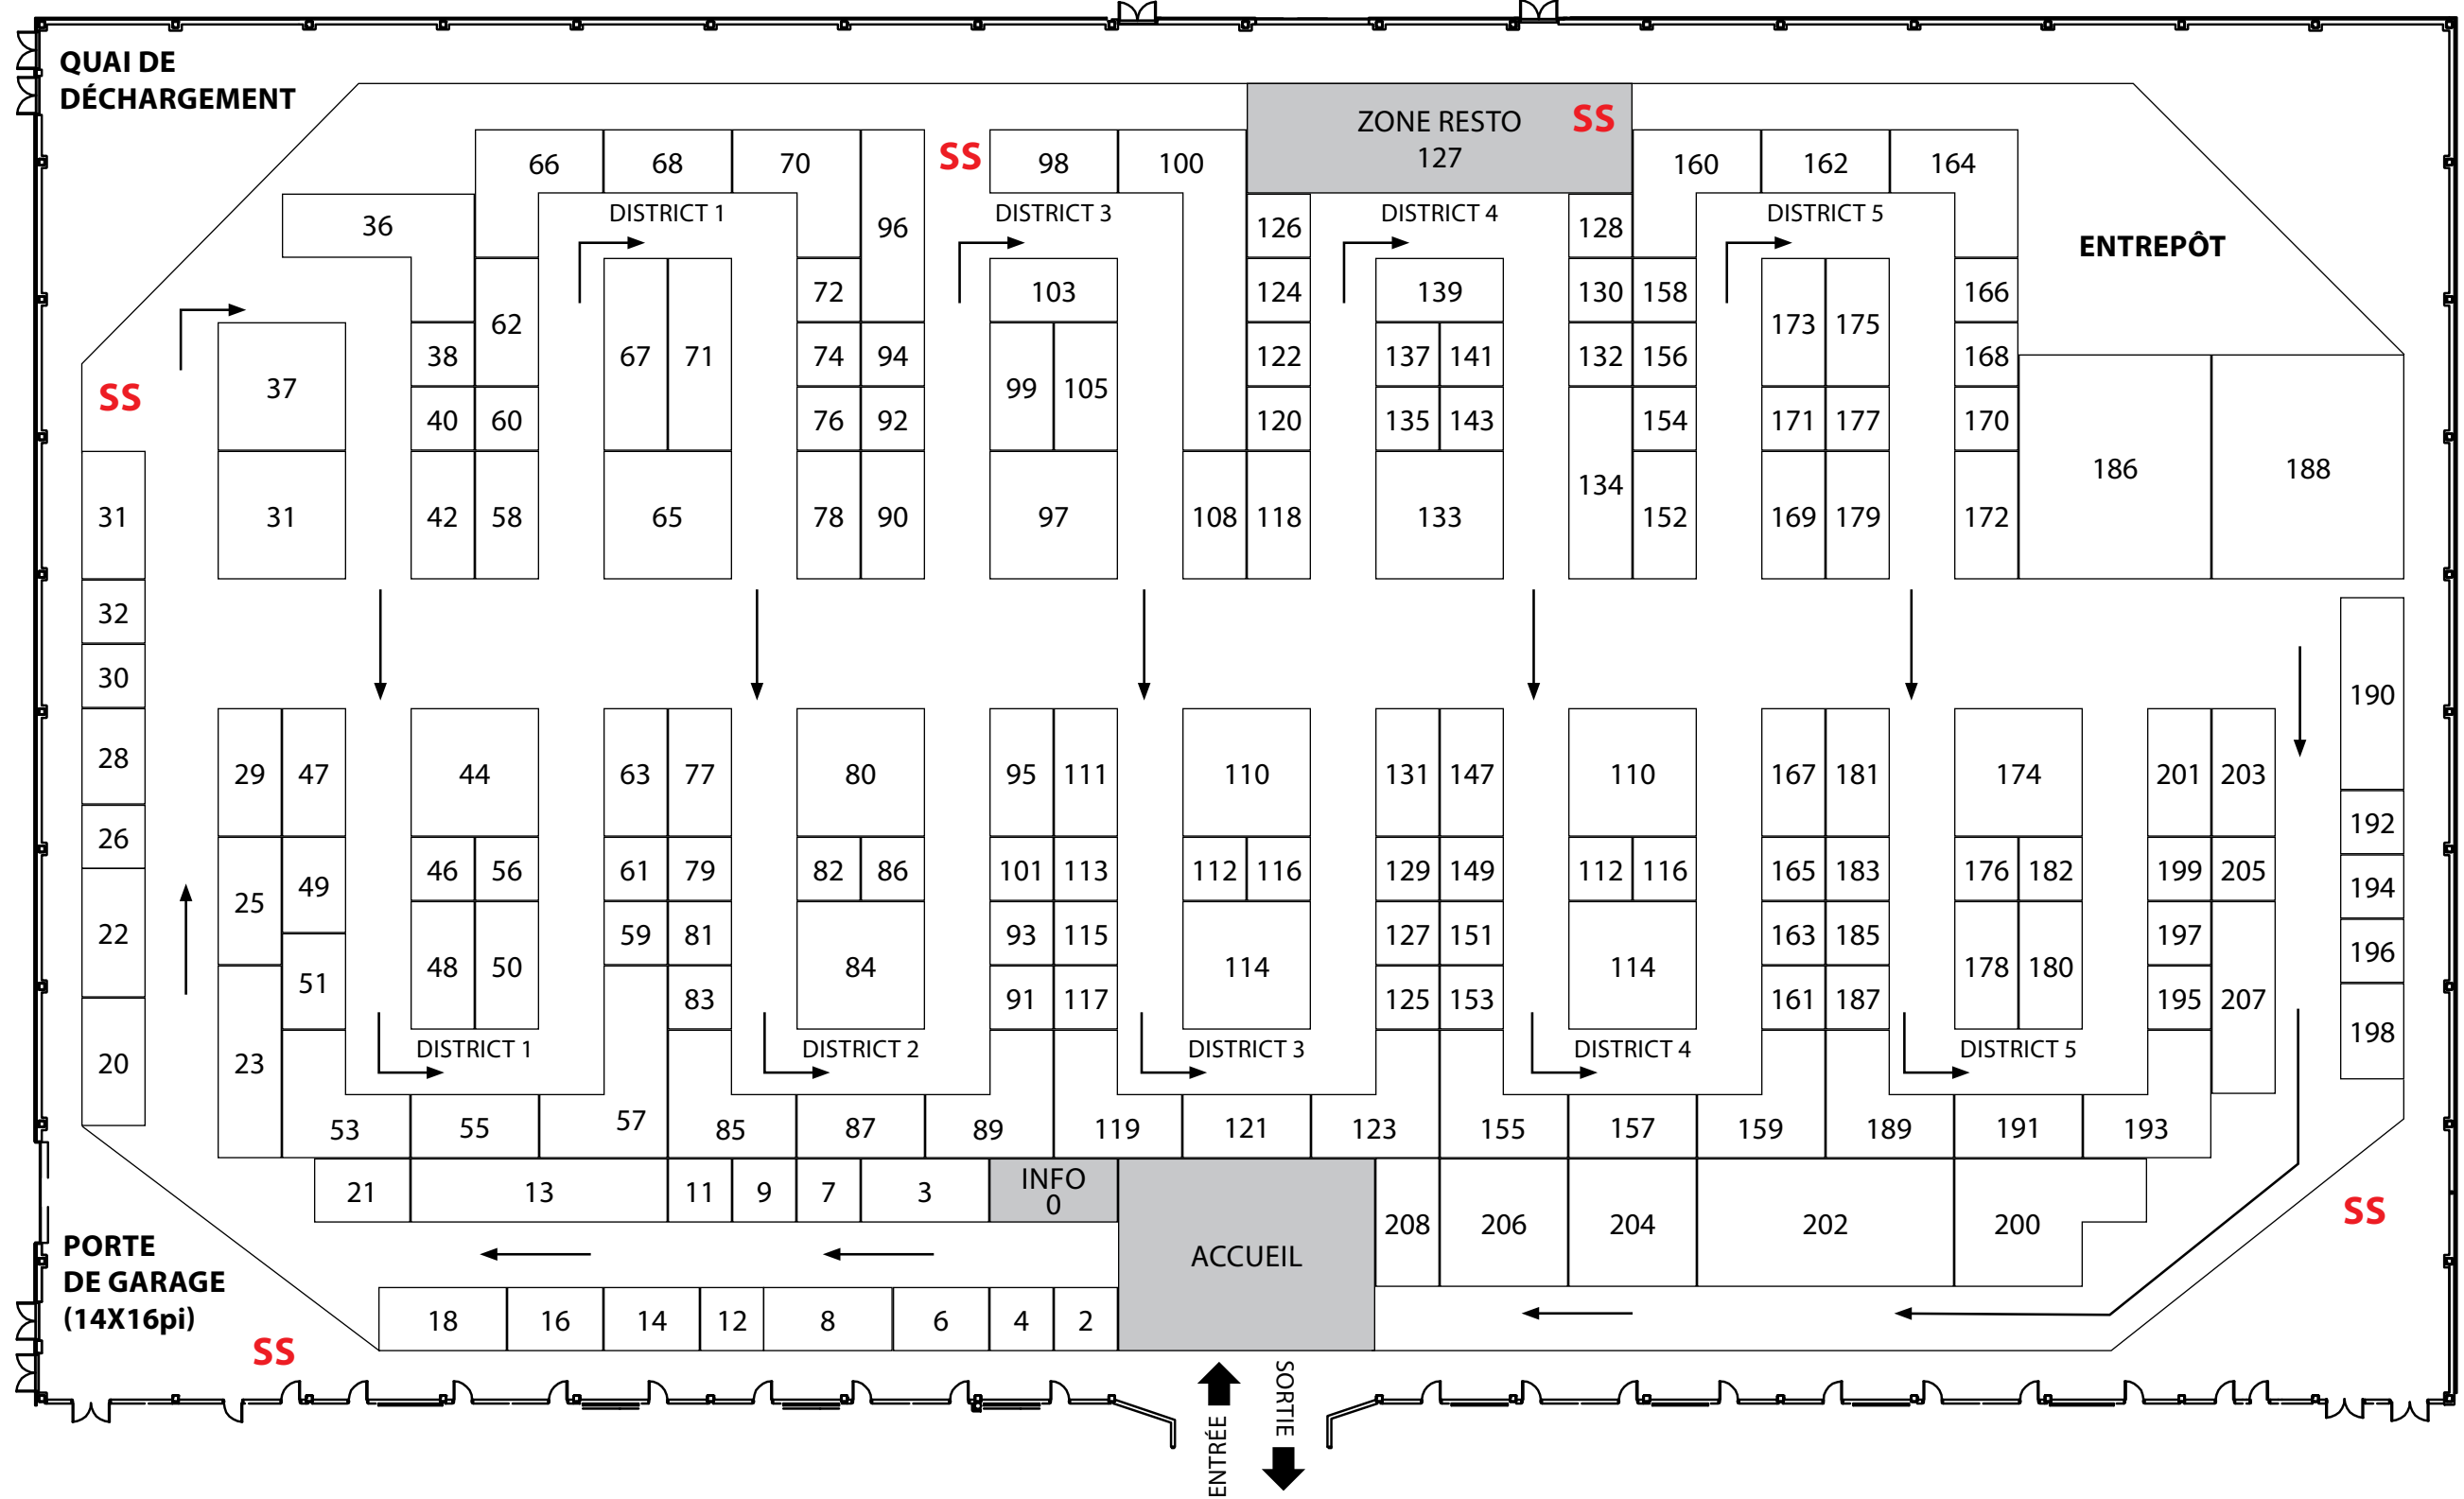 QUAI DE
DÉCHARGEMENT
ZONE RESTO SS
127
66 68 70 SS 98 100 160 162 164
36 DISTRICT 1 96 DISTRICT 3 126 DISTRICT 4 128 DISTRICT 5 ENTREPÔT
62 72 103 124 139 130 158 173 175 166
SS 37 38 67 71 74 94 99 105 122 137 141 132 156 168
40 60 76 92 120 135 143 154 171 177 170
31 31 42 58 65 78 90 97 108 118 133 134 152 169 179 172 186 188
32
30 190
28 29 47 44 63 77 80 95 111 110 131 147 110 167 181 174 201 203
26 192
25 49 46 56 61 79 82 86 101 113 112 116 129 149 112 116 165 183 176 182 199 205 194
22 59 81 93 115 127 151 163 185 197 196
51 48 50 83 84 91 117 114 125 153 114 161 187 178 180 195 207
20 23 DISTRICT 1 DISTRICT 2 DISTRICT 3 DISTRICT 4 DISTRICT 5 198
53 55 57 85 87 89 119 121 123 155 157 159 189 191 193
21 13 11 9 7 3 INFO
0
208 206 204 202 200 SS
PORTE
DE GARAGE
(14X16pi)
ACCUEIL
SS 18 16 14 12 8 6 4 2
ENTRÉE
SORTIE